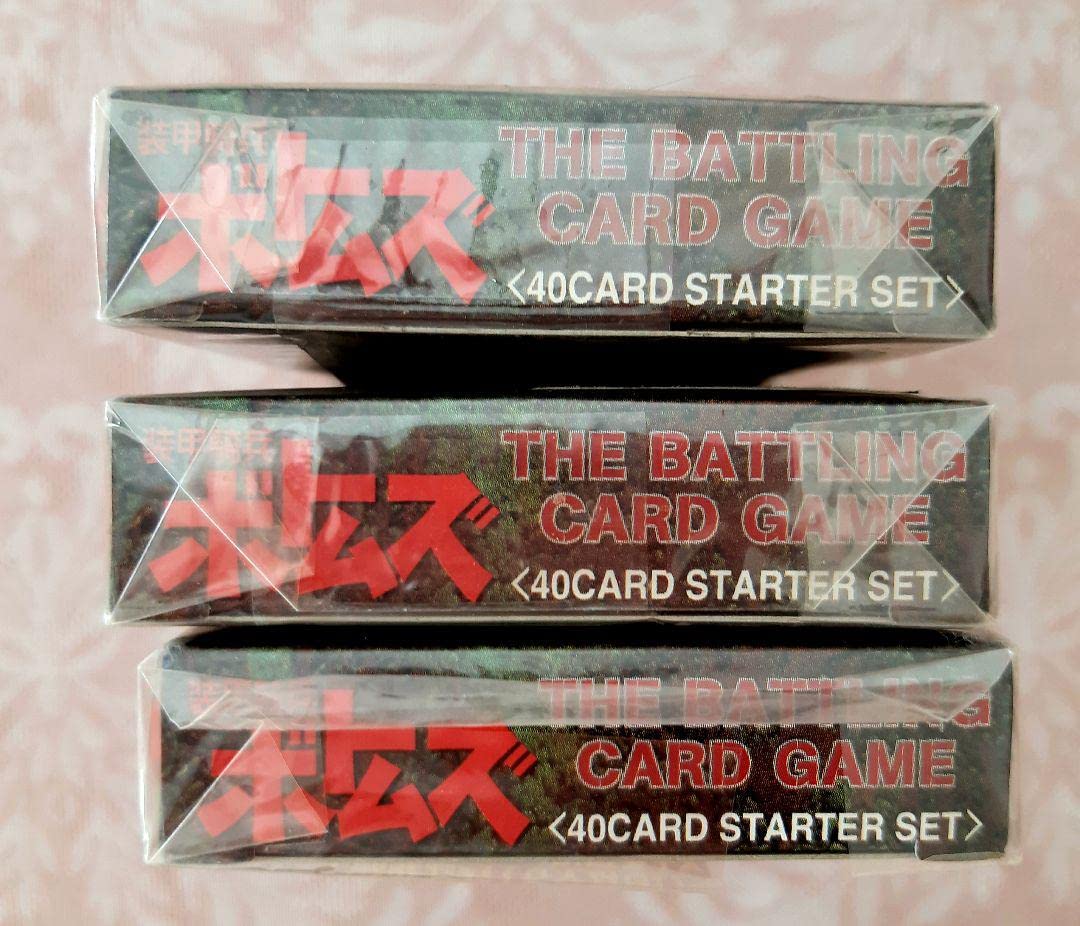 装甲騎兵
ボトムズ
THE BATTLING
CARD GAME
<40CARD STARTER SET>
装甲騎兵
ボトムズ
THE BATTLING
CARD GAME
<40CARD STARTER SET>
ボトムズ
THE BATTLING
CARD GAME
<40CARD STARTER SET>